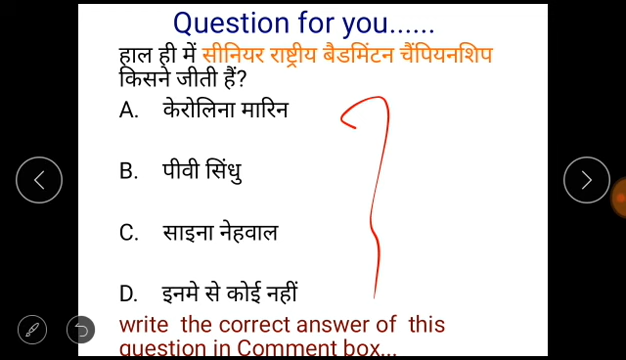 Question for you......
हाल ही में सीनियर राष्ट्रीय बैडमिंटन चैंपियनशिप
किसने जीती हैं?
A. केरोलिना मारिन
B. पीवी सिंधु
C. साइना नेहवाल
D. इनमे से कोई नहीं
write the correct answer of this
question in Comment box...